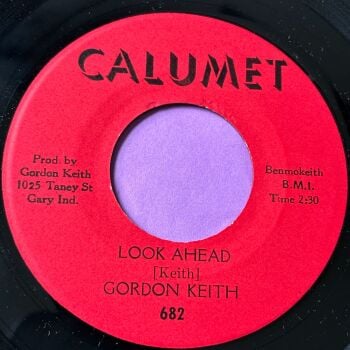 CALUMET
Prod. by
Gordon Keith
1025 Taney St
Gary Ind.
Benmokeith
B.M.I.
Time 2:30
LOOK AHEAD
[Keith]
GORDON KEITH
682